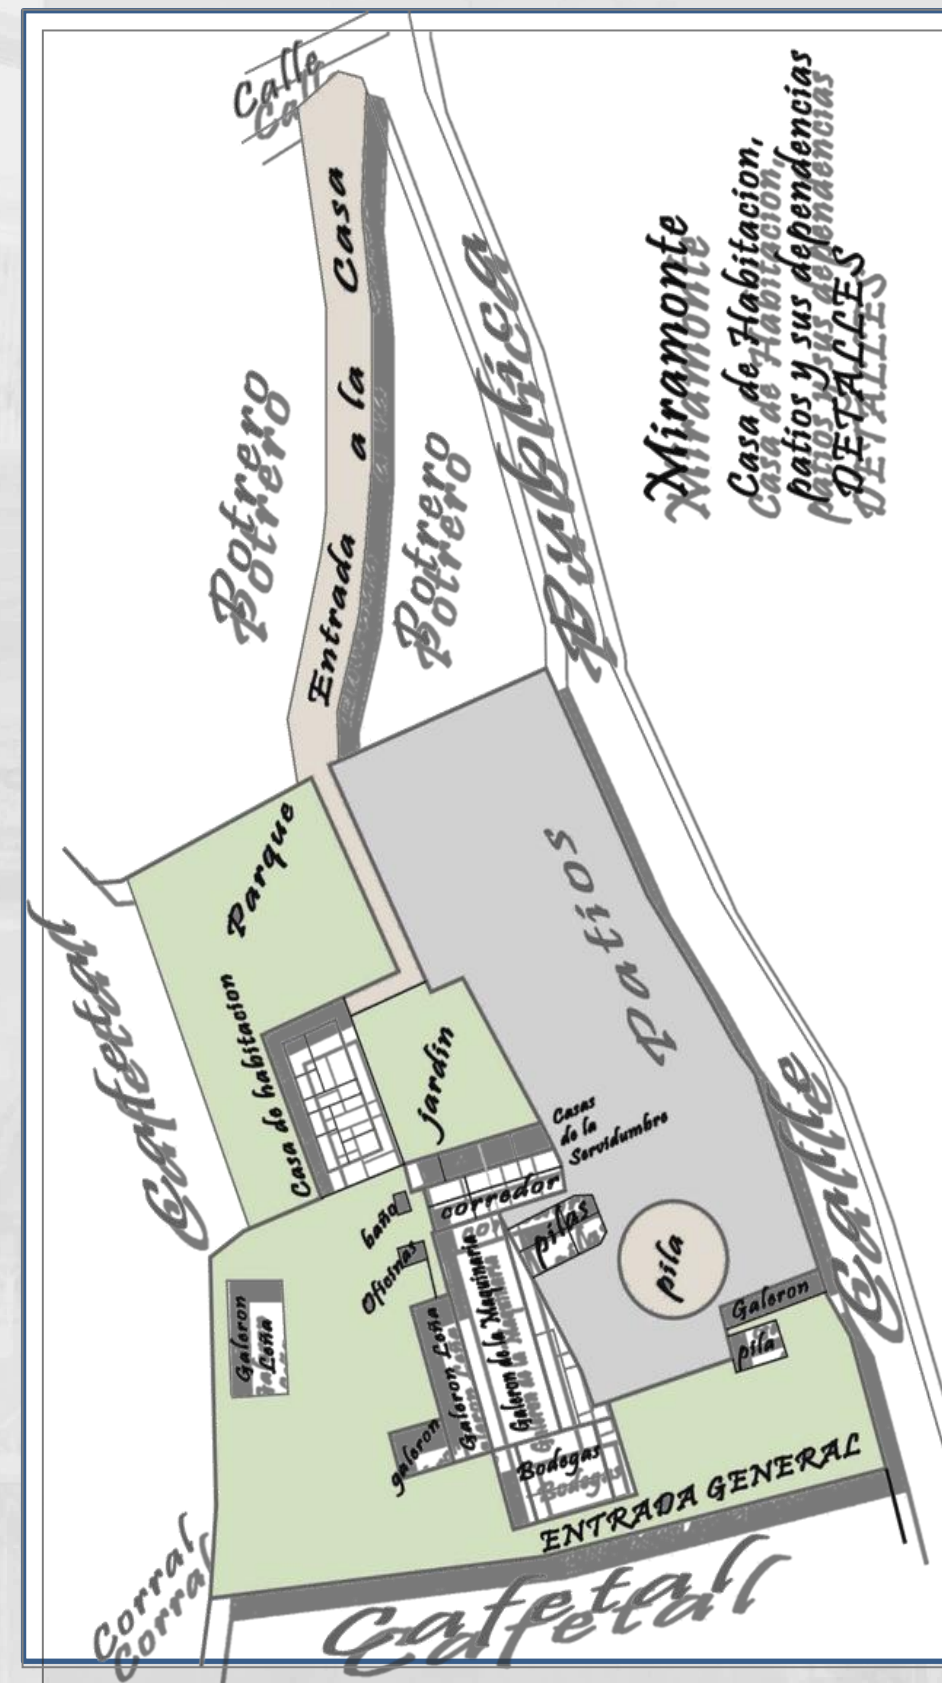 Calle
Miramonte
Casa de Habitacion,
patios y sus dependencias
DETALLES
Entrada a la Casa
Botrero
Botrero
Calle Publica
Parque
Patios
Cafetal
Casa de habitacion
jardin
Casas
de la
Servidumbre
corredor
baño
pilas
pila
Oficinas
Galeron
pila
Galeron
Leña
Galeron Leña
Galeron de la Maquinaria
galeron
Bodegas
ENTRADA GENERAL
Corral
Cafetal